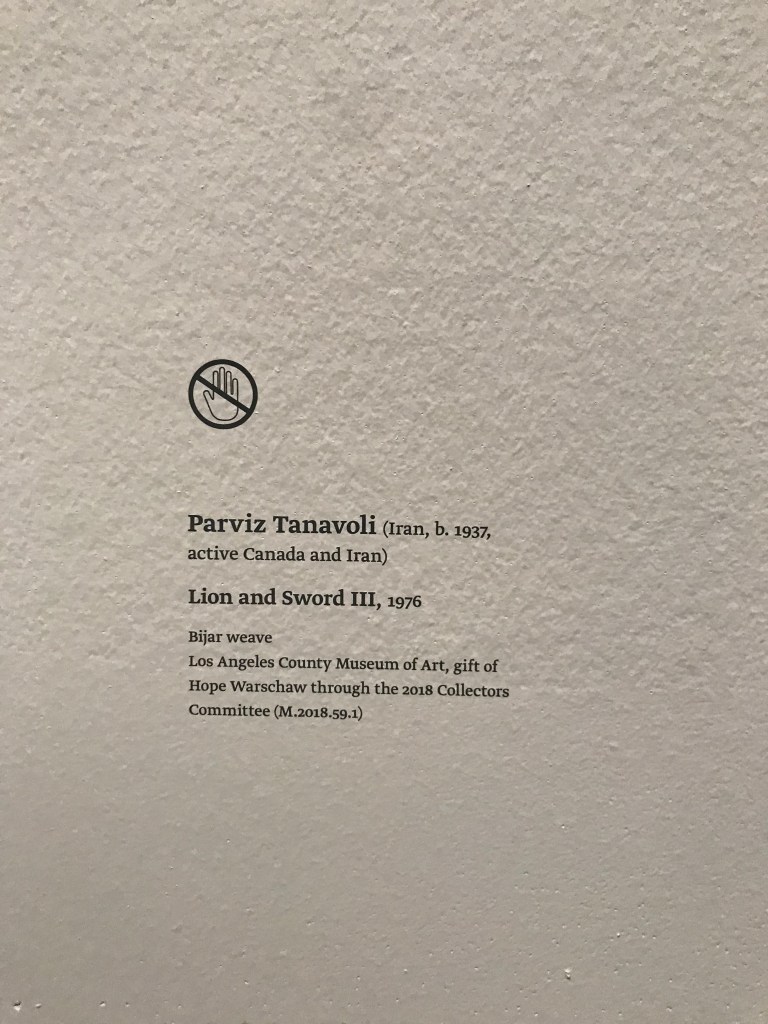 Parviz Tanavoli (Iran, b. 1937,
active Canada and Iran)
Lion and Sword III, 1976
Bijar weave
Los Angeles County Museum of Art, gift of
Hope Warschaw through the 2018 Collectors
Committee (M.2018.59.1)